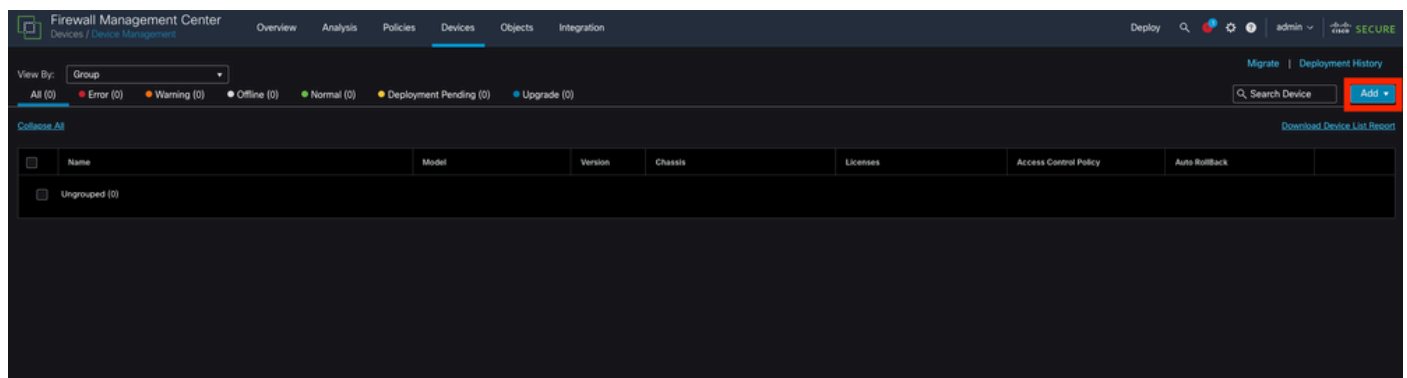 Firewall Management Center
Devices / Device Management
Overview Analysis Policies Devices Objects Integration
Deploy admin cisco SECURE
Migrate | Deployment History
View By: Group
All (0) Error (0) Warning (0) Offline (0) Normal (0) Deployment Pending (0) Upgrade (0)
Search Device Add
Collapse All
Download Device List Report
Name Model Version Chassis Licenses Access Control Policy Auto RollBack
Ungrouped (0)